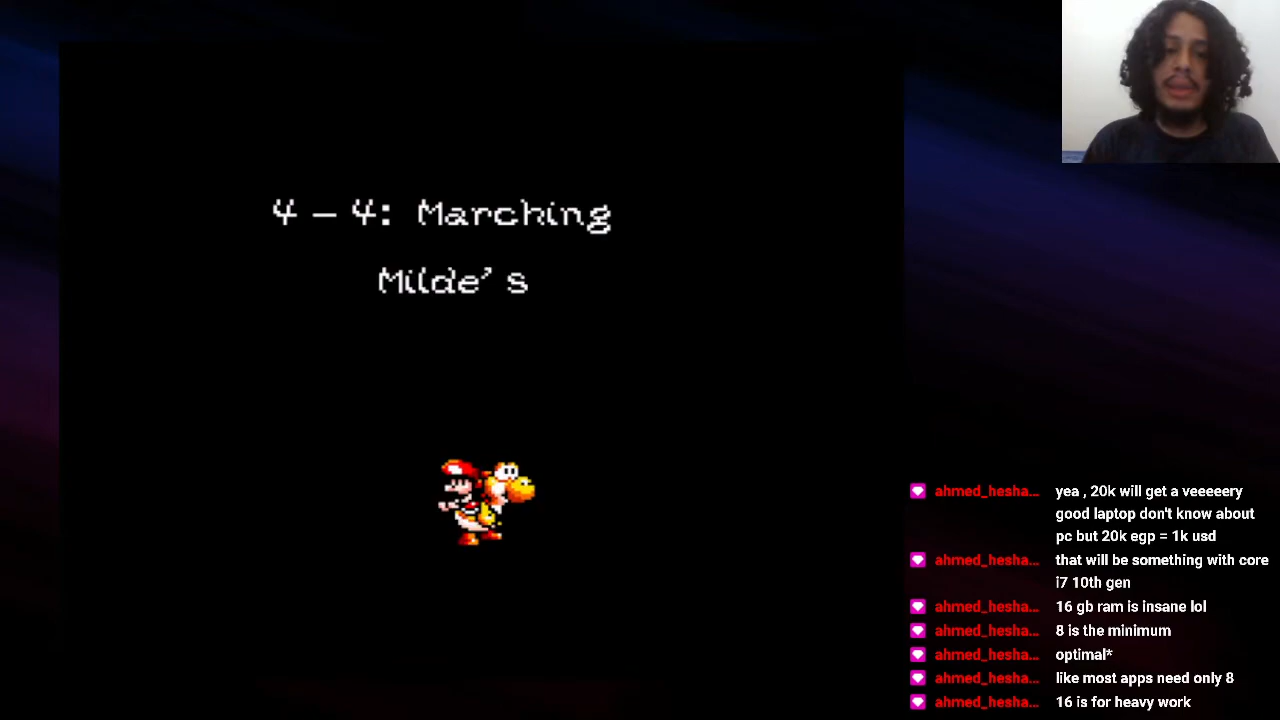 4 - 4: Marching
Milde's
ahmed_hesha... yea , 20k will get a veeeeery
good laptop don't know about
pc but 20k egp = 1k usd
ahmed_hesha... that will be something with core
i7 10th gen
ahmed_hesha... 16 gb ram is insane lol
ahmed_hesha... 8 is the minimum
ahmed_hesha... optimal*
ahmed_hesha... like most apps need only 8
ahmed_hesha... 16 is for heavy work